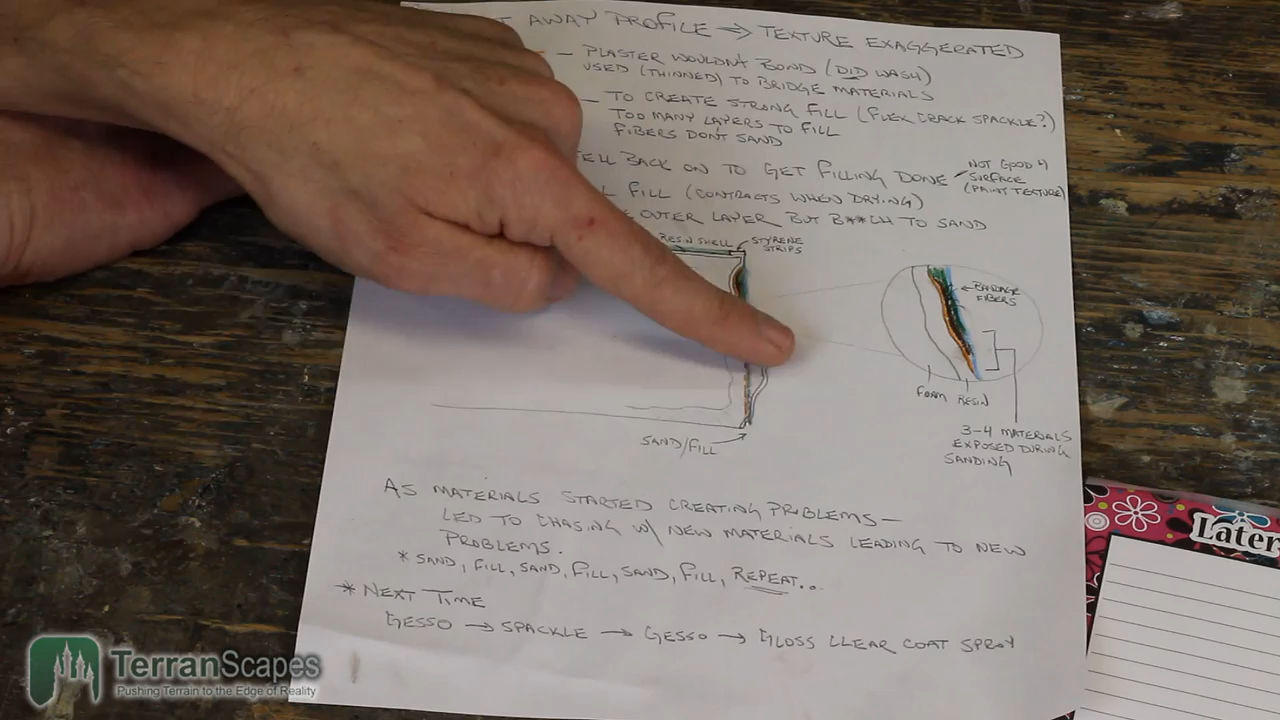 T AWAY PROFILE → TEXTURE EXAGGERATED
— PLASTER WOULDN'T BOND (DID WASH)
USED (THINNED) TO BRIDGE MATERIALS
— TO CREATE STRONG FILL (FLEX CRACK SPACKLE?)
TOO MANY LAYERS TO FILL
FIBERS DON'T SAND
FELL BACK ON TO GET FILLING DONE
NOT GOOD
SURFACE
(PAINT TEXTURE)
L FILL (CONTRACTS WHEN DRYING)
E OUTER LAYER BUT B**CH TO SAND
RESIN SHELL
STYRENE
STRIPS
BANDAGE
FIBERS
FOAM RESIN
SAND/FILL
3-4 MATERIALS
EXPOSED DURING
SANDING
AS MATERIALS STARTED CREATING PROBLEMS —
LED TO CHASING W/ NEW MATERIALS LEADING TO NEW
PROBLEMS.
* SAND, FILL, SAND, FILL, SAND, FILL, REPEAT...
* NEXT TIME
GESSO → SPACKLE → GESSO → GLOSS CLEAR COAT SPRAY
Later
TerranScapes
Pushing Terrain to the Edge of Reality